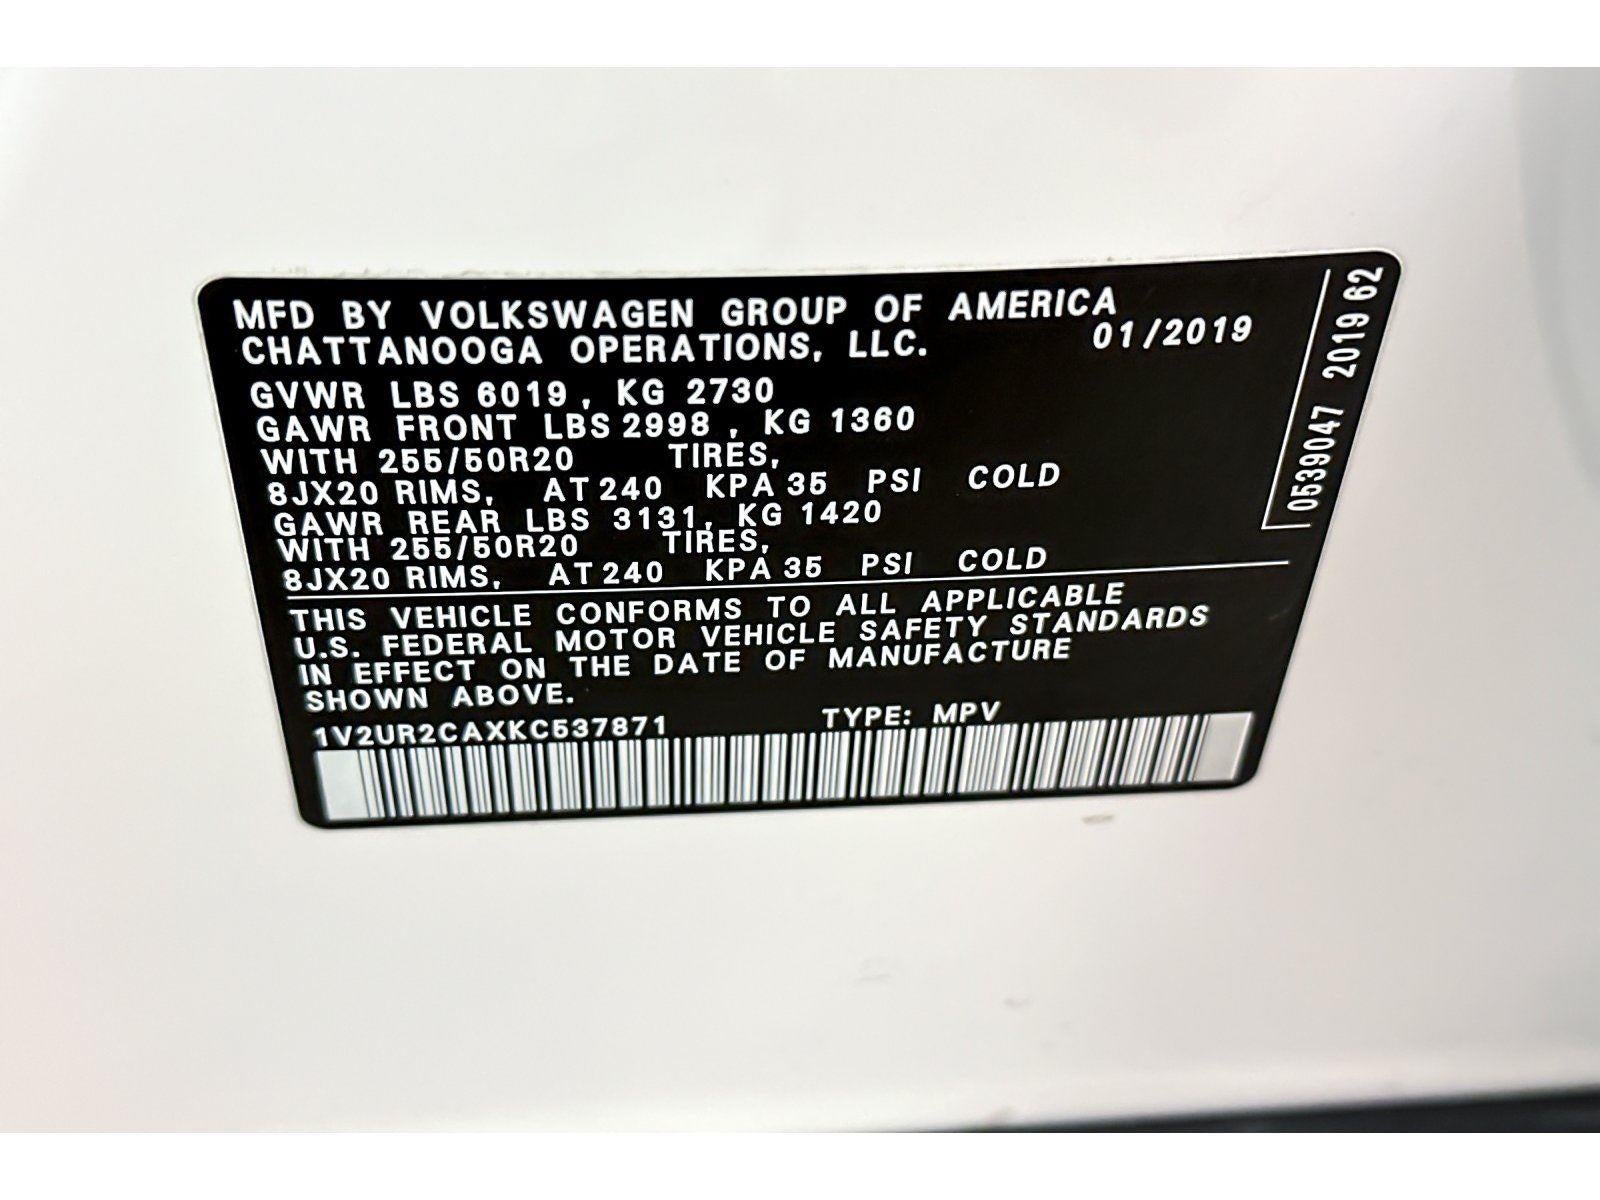 MFD BY VOLKSWAGEN GROUP OF AMERICA
CHATTANOOGA OPERATIONS, LLC. 01/2019
GVWR LBS 6019, KG 2730
GAWR FRONT LBS 2998, KG 1360
WITH 255/50R20 TIRES,
8JX20 RIMS, AT 240 KPA 35 PSI COLD
GAWR REAR LBS 3131, KG 1420
WITH 255/50R20 TIRES,
8JX20 RIMS, AT 240 KPA 35 PSI COLD
THIS VEHICLE CONFORMS TO ALL APPLICABLE
U.S. FEDERAL MOTOR VEHICLE SAFETY STANDARDS
IN EFFECT ON THE DATE OF MANUFACTURE
SHOWN ABOVE.
1V2UR2CAXKC537871 TYPE: MPV
0539047 2019 62